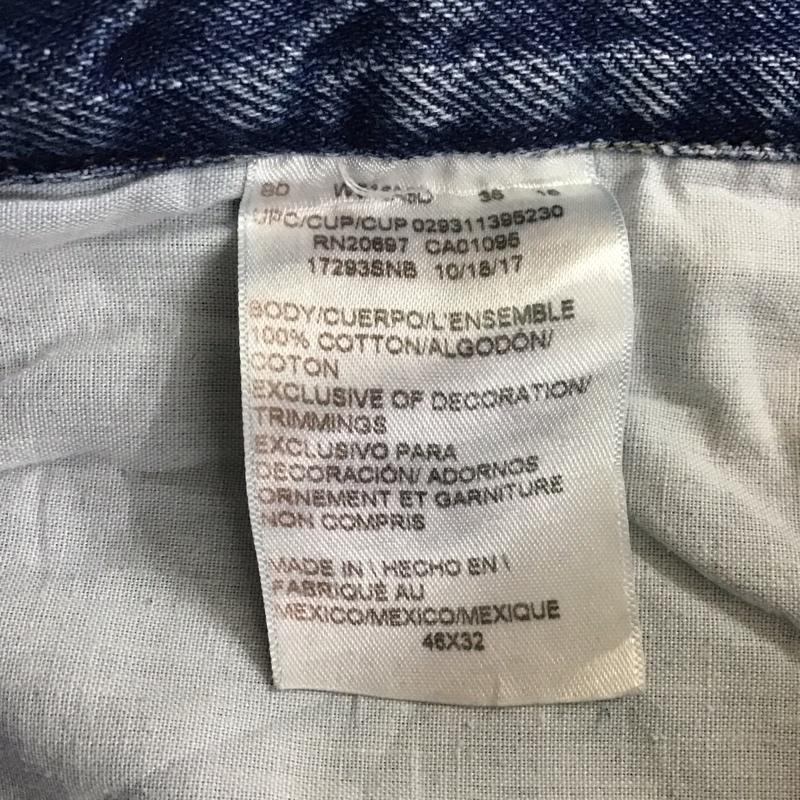 UPC/CUP/CUP 029311395230
RN20697 CA01095
17293SNB 10/18/17
BODY/CUERPO/L'ENSEMBLE
100% COTTON/ALGODÓN/
COTON
EXCLUSIVE OF DECORATION/
TRIMMINGS
EXCLUSIVO PARA
DECORACIÓN/ ADORNOS
ORNEMENT ET GARNITURE
NON COMPRIS
MADE IN \ HECHO EN \
FABRIQUÉ AU
MEXICO/MEXICO/MEXIQUE
46X32